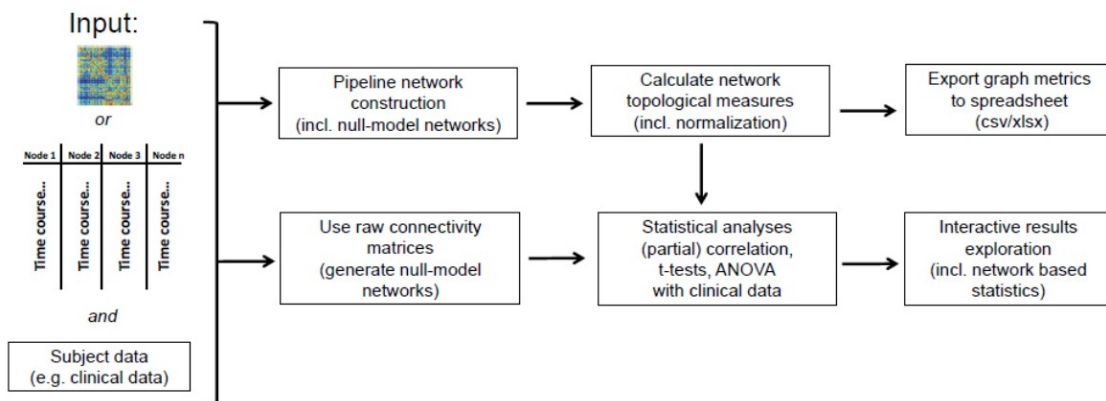 Input:
or
Node 1 Node 2 Node 3 Node n
Time course... Time course... Time course... Time course...
and
Subject data
(e.g. clinical data)
Pipeline network
construction
(incl. null-model networks)
Calculate network
topological measures
(incl. normalization)
Export graph metrics
to spreadsheet
(csv/xlsx)
Use raw connectivity
matrices
(generate null-model
networks)
Statistical analyses
(partial) correlation,
t-tests, ANOVA
with clinical data
Interactive results
exploration
(incl. network based
statistics)